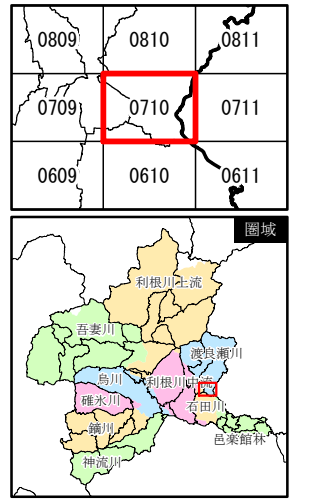 0809 0810 0811
0709 0710 0711
0609 0610 0611
圏域
利根川上流
吾妻川
渡良瀬川
烏川 利根川中流
碓氷川 石田川
鏑川 邑楽館林
神流川